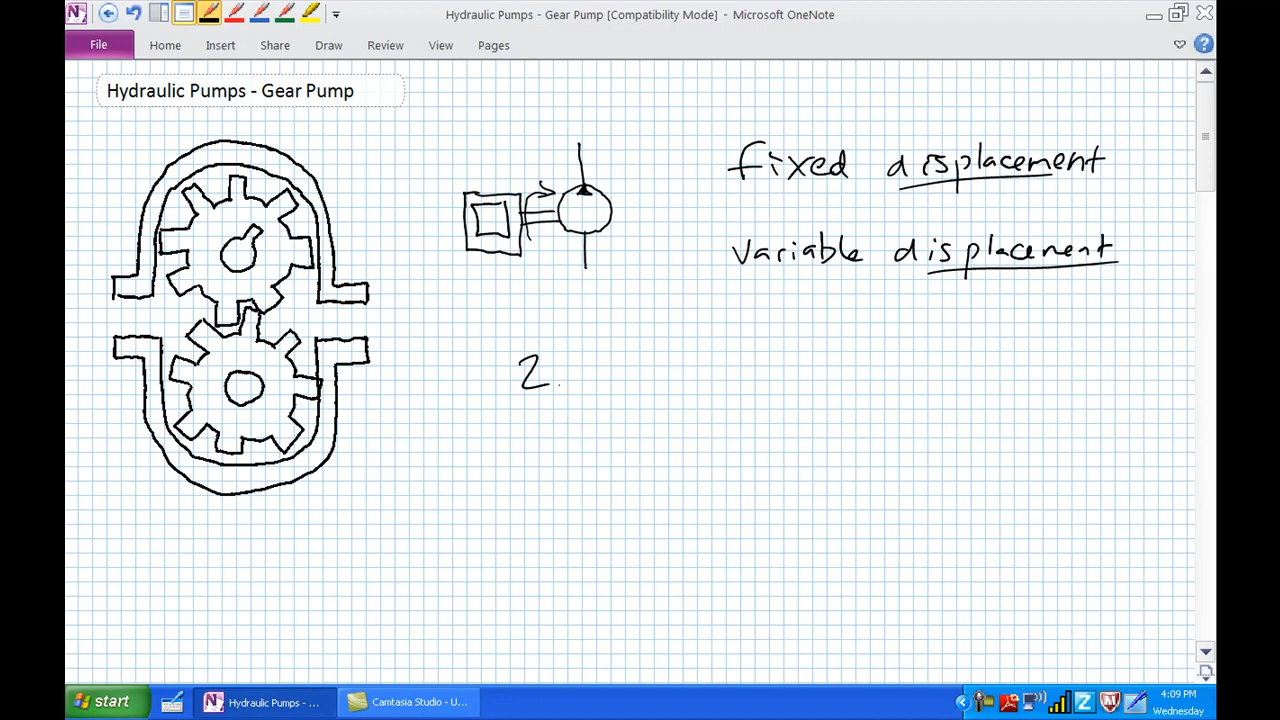 Hydraulic Pumps - Gear Pump [Compatibility Mode] - Microsoft OneNote
File Home Insert Share Draw Review View Pages
Hydraulic Pumps - Gear Pump
fixed displacement
variable displacement
2.
start Hydraulic Pumps - ... Camtasia Studio - U... 4:09 PM
Wednesday